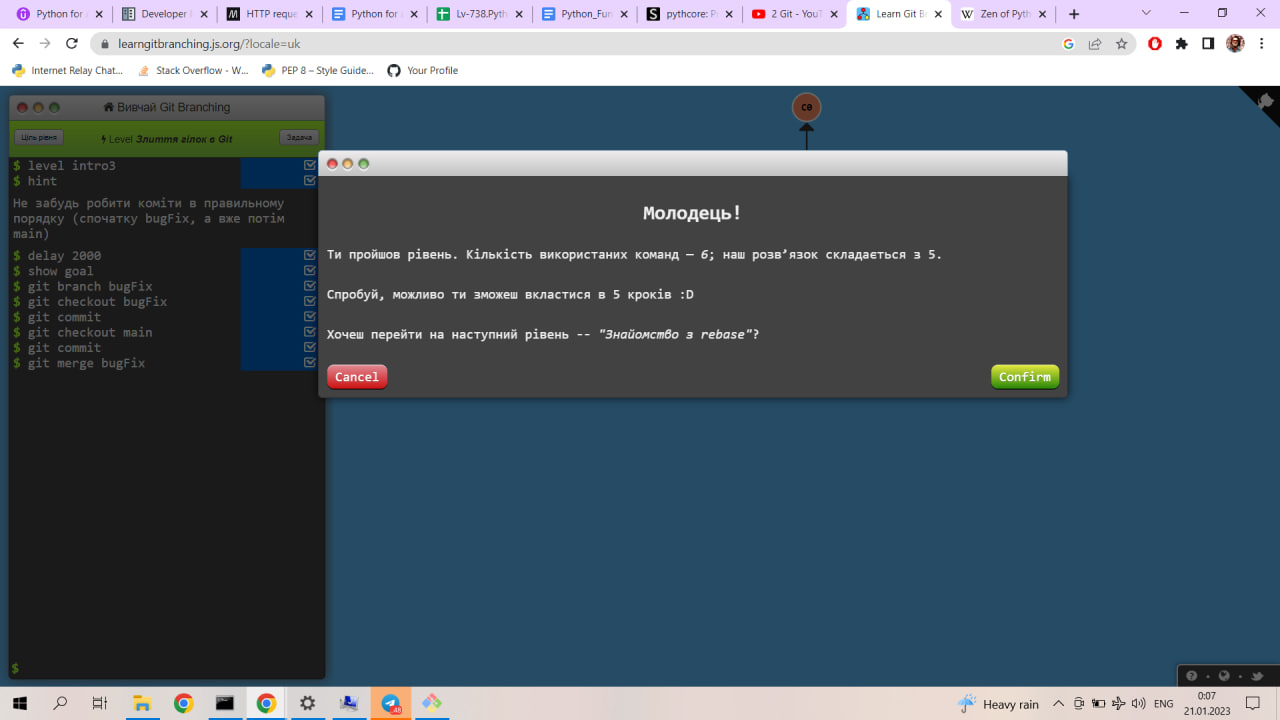 Python for A
Developer F
HTTP reque
Python for a
Lv-738.Pyth
Python_Fun
pythcore: P
2 Git - YouT
Learn Git Br
Zen of Pyth
learngitbranching.js.org/?locale=uk
Internet Relay Chat...
Stack Overflow - W...
PEP 8 – Style Guide...
Your Profile
Вивчай Git Branching
Ціль рівня
Level Злиття гілок в Git
Задача
$ level intro3
$ hint
Не забудь робити коміти в правильному
порядку (спочатку bugFix, а вже потім
main)
$ delay 2000
$ show goal
$ git branch bugFix
$ git checkout bugFix
$ git commit
$ git checkout main
$ git commit
$ git merge bugFix
$
C0
Молодець!
Ти пройшов рівень. Кількість використаних команд — 6; наш розв’язок складається з 5.
Спробуй, можливо ти зможеш вкластися в 5 кроків :D
Хочеш перейти на наступний рівень -- "Знайомство з rebase"?
Cancel
Confirm
48
Heavy rain
ENG
0:07
21.01.2023